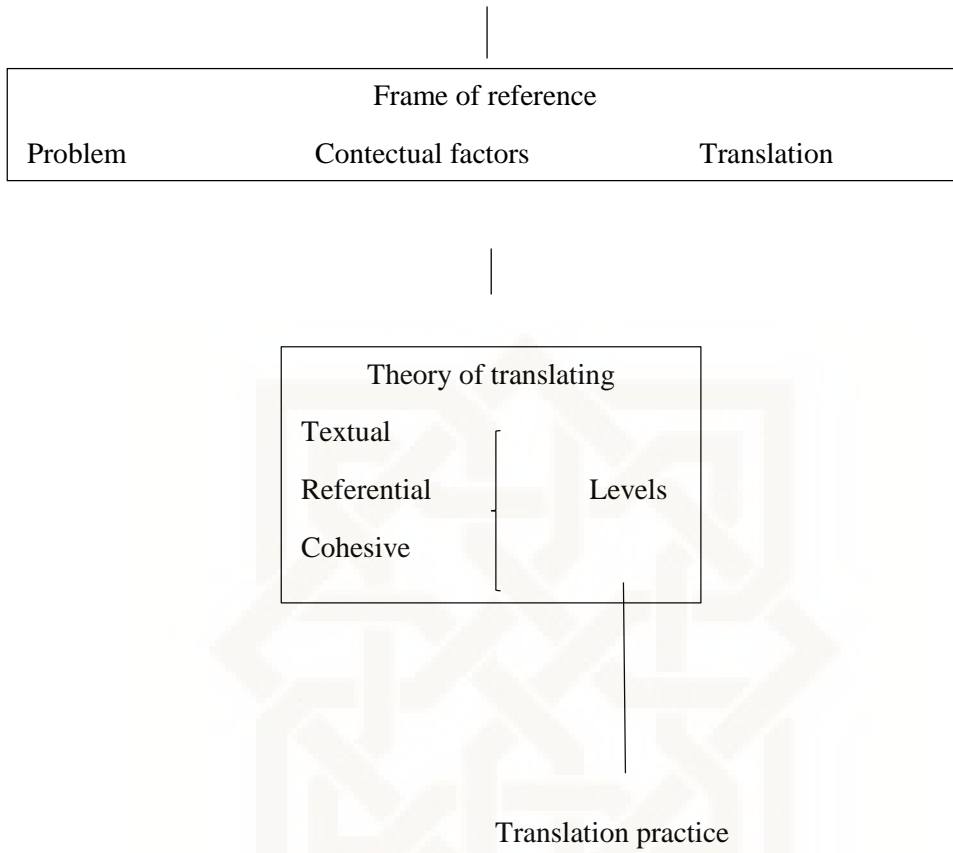 Frame of reference
Problem Contectual factors Translation
Theory of translating
Textual
Referential Levels
Cohesive
Translation practice